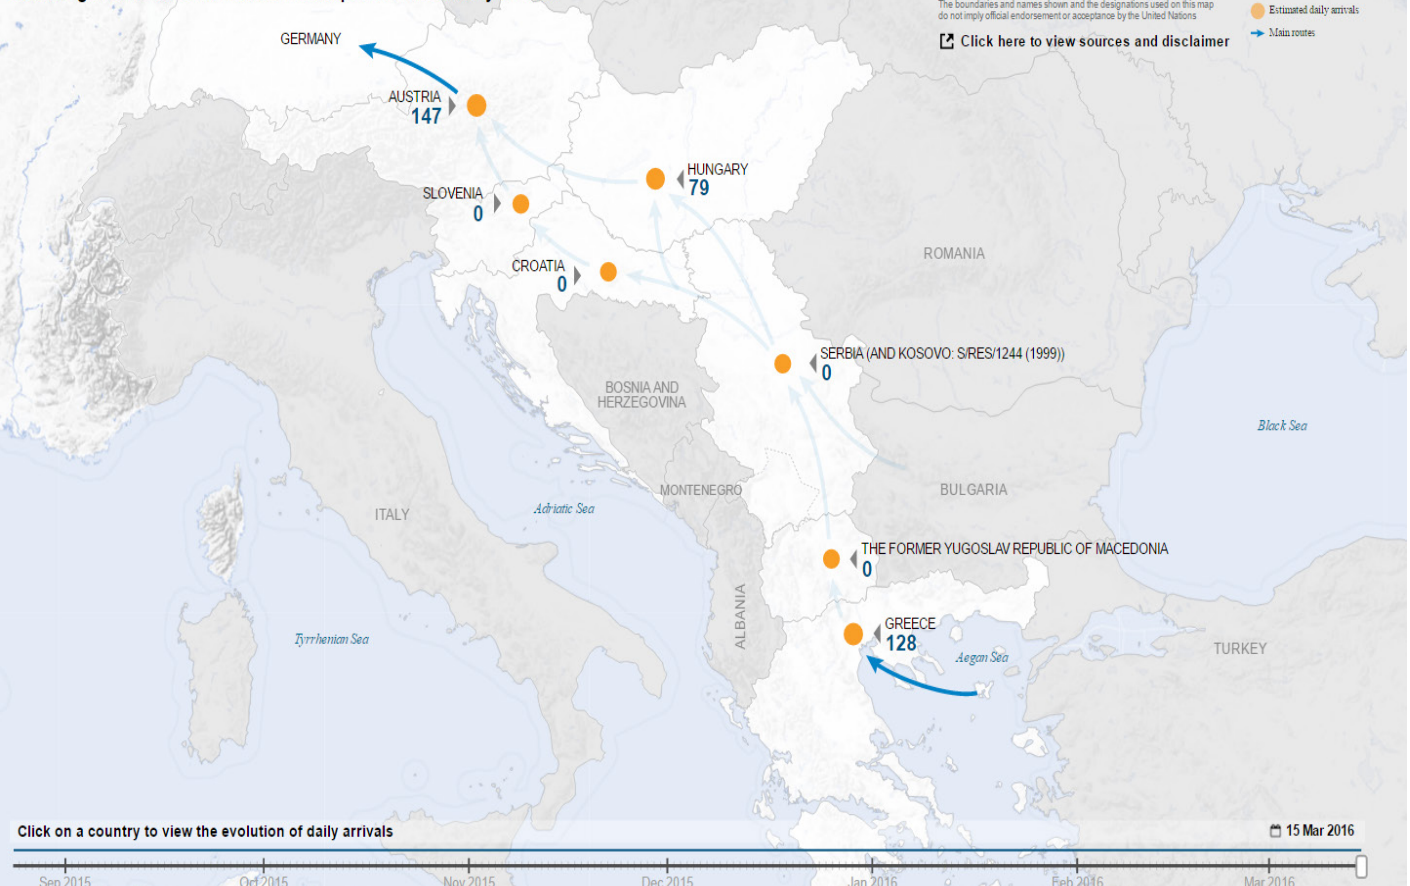 The boundaries and names shown and the designations used on this map
do not imply official endorsement or acceptance by the United Nations
Click here to view sources and disclaimer
Estimated daily arrivals
Main routes
GERMANY
AUSTRIA
147
HUNGARY
79
SLOVENIA
0
CROATIA
0
ROMANIA
SERBIA (AND KOSOVO: S/RES/1244 (1999))
0
BOSNIA AND
HERZEGOVINA
Black Sea
MONTENEGRO
BULGARIA
ITALY
Adriatic Sea
THE FORMER YUGOSLAV REPUBLIC OF MACEDONIA
0
ALBANIA
GREECE
128
Tyrrhenian Sea
Aegan Sea
TURKEY
Click on a country to view the evolution of daily arrivals
15 Mar 2016
Sep 2015
Oct 2015
Nov 2015
Dec 2015
Jan 2016
Feb 2016
Mar 2016